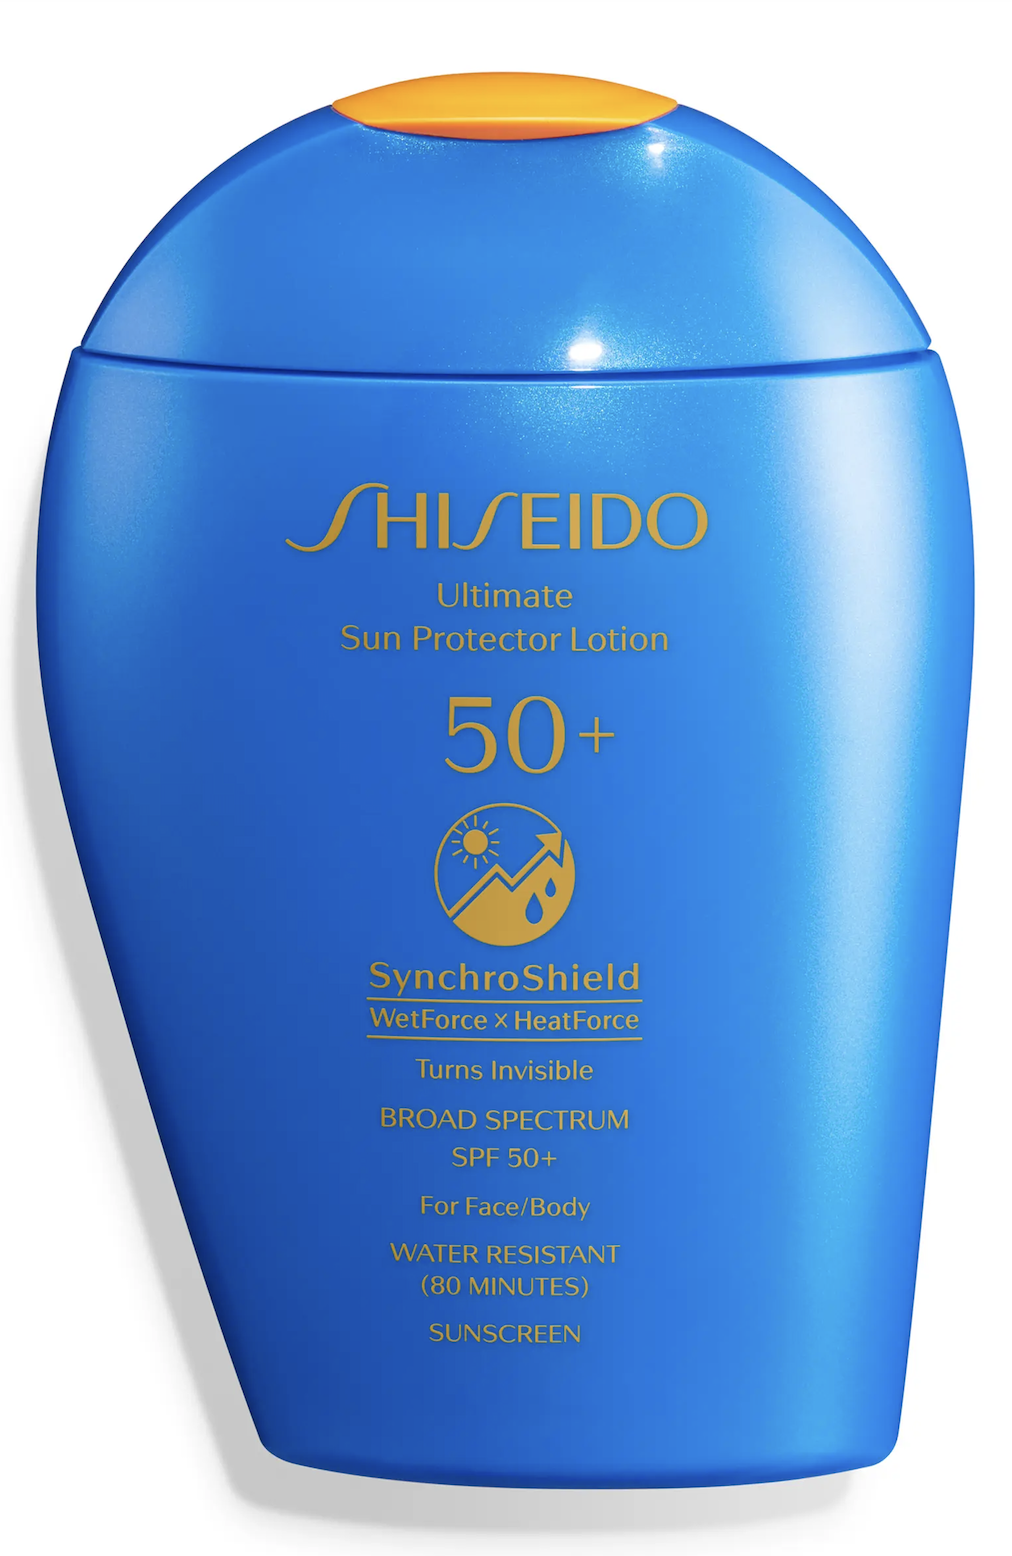 SHISEIDO
Ultimate
Sun Protector Lotion
50+
SynchroShield
WetForce × HeatForce
Turns Invisible
BROAD SPECTRUM
SPF 50+
For Face/Body
WATER RESISTANT
(80 MINUTES)
SUNSCREEN